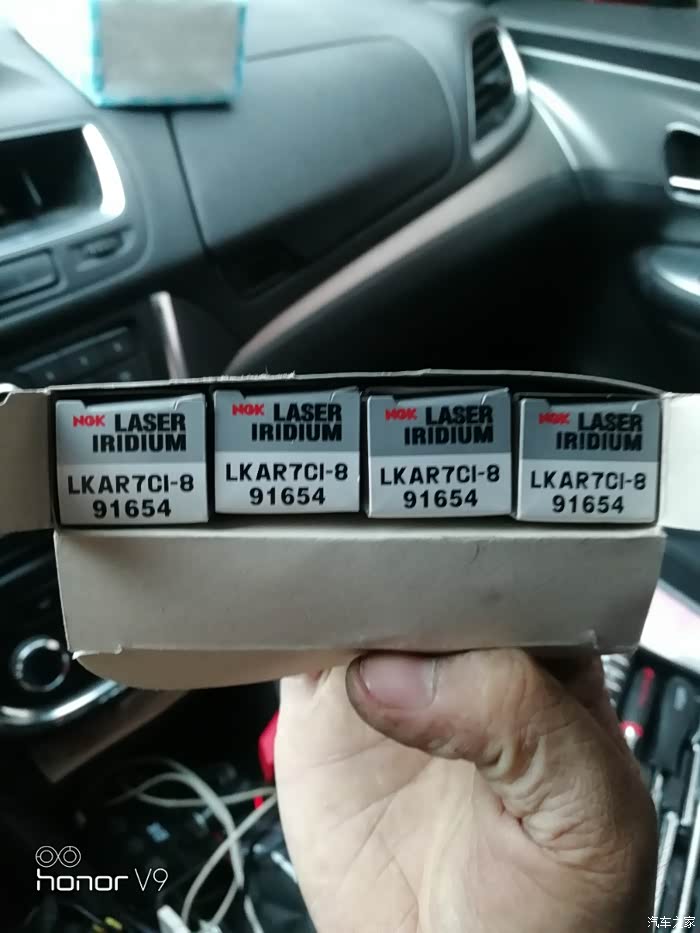 NGK LASER IRIDIUM
LKAR7CI-8
91654
NGK LASER IRIDIUM
LKAR7CI-8
91654
NGK LASER IRIDIUM
LKAR7CI-8
91654
NGK LASER IRIDIUM
LKAR7CI-8
91654
honor V9
汽车之家